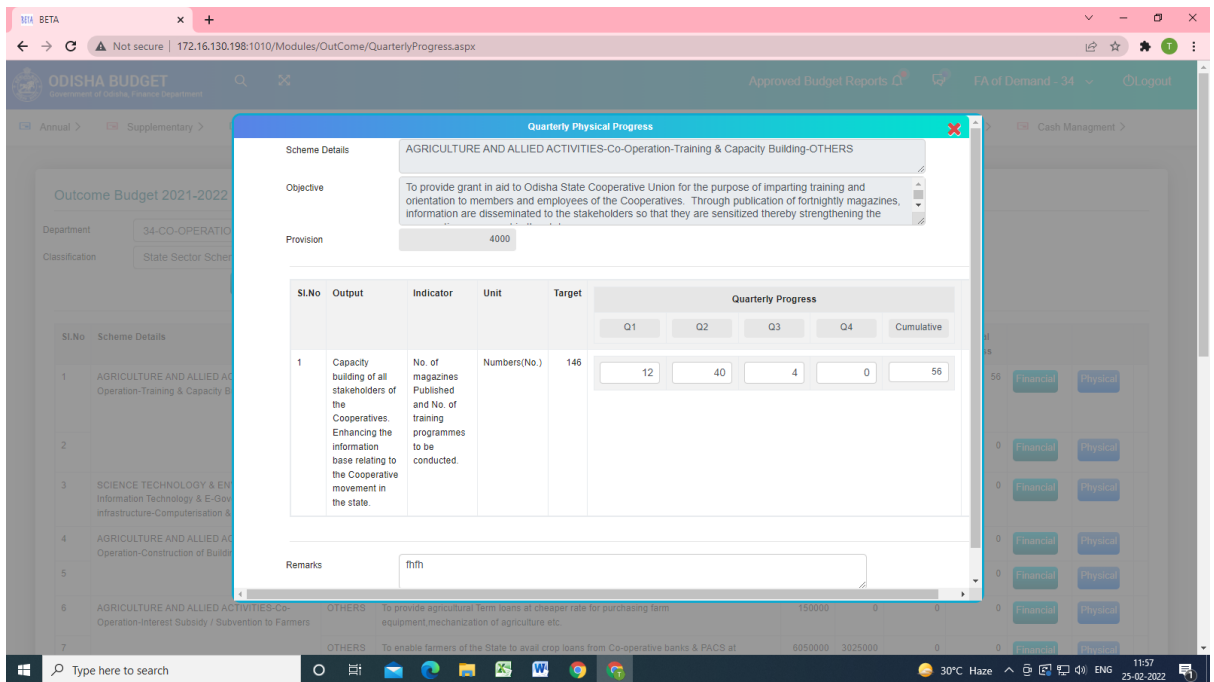 BETA BETA
Not secure | 172.16.130.198:1010/Modules/OutCome/QuarterlyProgress.aspx
T
ODISHA BUDGET
Government of Odisha, Finance Department
Approved Budget Reports
FA of Demand - 34
Logout
Annual >
Supplementary >
Cash Managment >
Quarterly Physical Progress
Scheme Details
AGRICULTURE AND ALLIED ACTIVITIES-Co-Operation-Training & Capacity Building-OTHERS
Outcome Budget 2021-2022
Objective
To provide grant in aid to Odisha State Cooperative Union for the purpose of imparting training and
orientation to members and employees of the Cooperatives. Through publication of fortnightly magazines,
information are disseminated to the stakeholders so that they are sensitized thereby strengthening the
Department
34-CO-OPERATIO
Provision
4000
Classification
State Sector Scher
Sl.No Output Indicator Unit Target Quarterly Progress
Q1 Q2 Q3 Q4 Cumulative
Sl.No Scheme Details
1
Capacity
building of all
stakeholders of
the
Cooperatives.
Enhancing the
information
base relating to
the Cooperative
movement in
the state.
No. of
magazines
Published
and No. of
training
programmes
to be
conducted.
Numbers(No.)
146
12 40 4 0 56
1 AGRICULTURE AND ALLIED AC
Operation-Training & Capacity B
56 Financial Physical
2
0 Financial Physical
3 SCIENCE TECHNOLOGY & EN
Information Technology & E-Gov
infrastructure-Computerisation &
0 Financial Physical
4 AGRICULTURE AND ALLIED AC
Operation-Construction of Buildin
0 Financial Physical
5
0 Financial Physical
Remarks
fhfh
6 AGRICULTURE AND ALLIED ACTIVITIES-Co-
Operation-Interest Subsidy / Subvention to Farmers
OTHERS To provide agricultural Term loans at cheaper rate for purchasing farm
equipment,mechanization of agriculture etc.
150000 0 0 0 Financial Physical
7 OTHERS To enable farmers of the State to avail crop loans from Co-operative banks & PACS at 6050000 3025000 0 0 Financial Physical
Type here to search
30°C Haze
ENG
11:57
25-02-2022